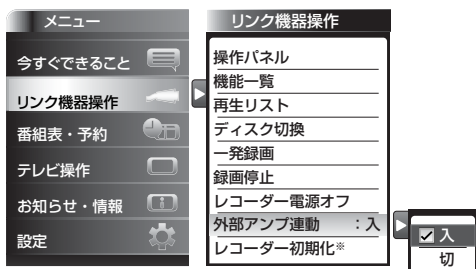 メニュー
今すぐできること
リンク機器操作
番組表・予約
テレビ操作
お知らせ・情報
設定
リンク機器操作
操作パネル
機能一覧
再生リスト
ディスク切換
一発録画
録画停止
レコーダー電源オフ
外部アンプ連動 ：入
レコーダー初期化※
入
切